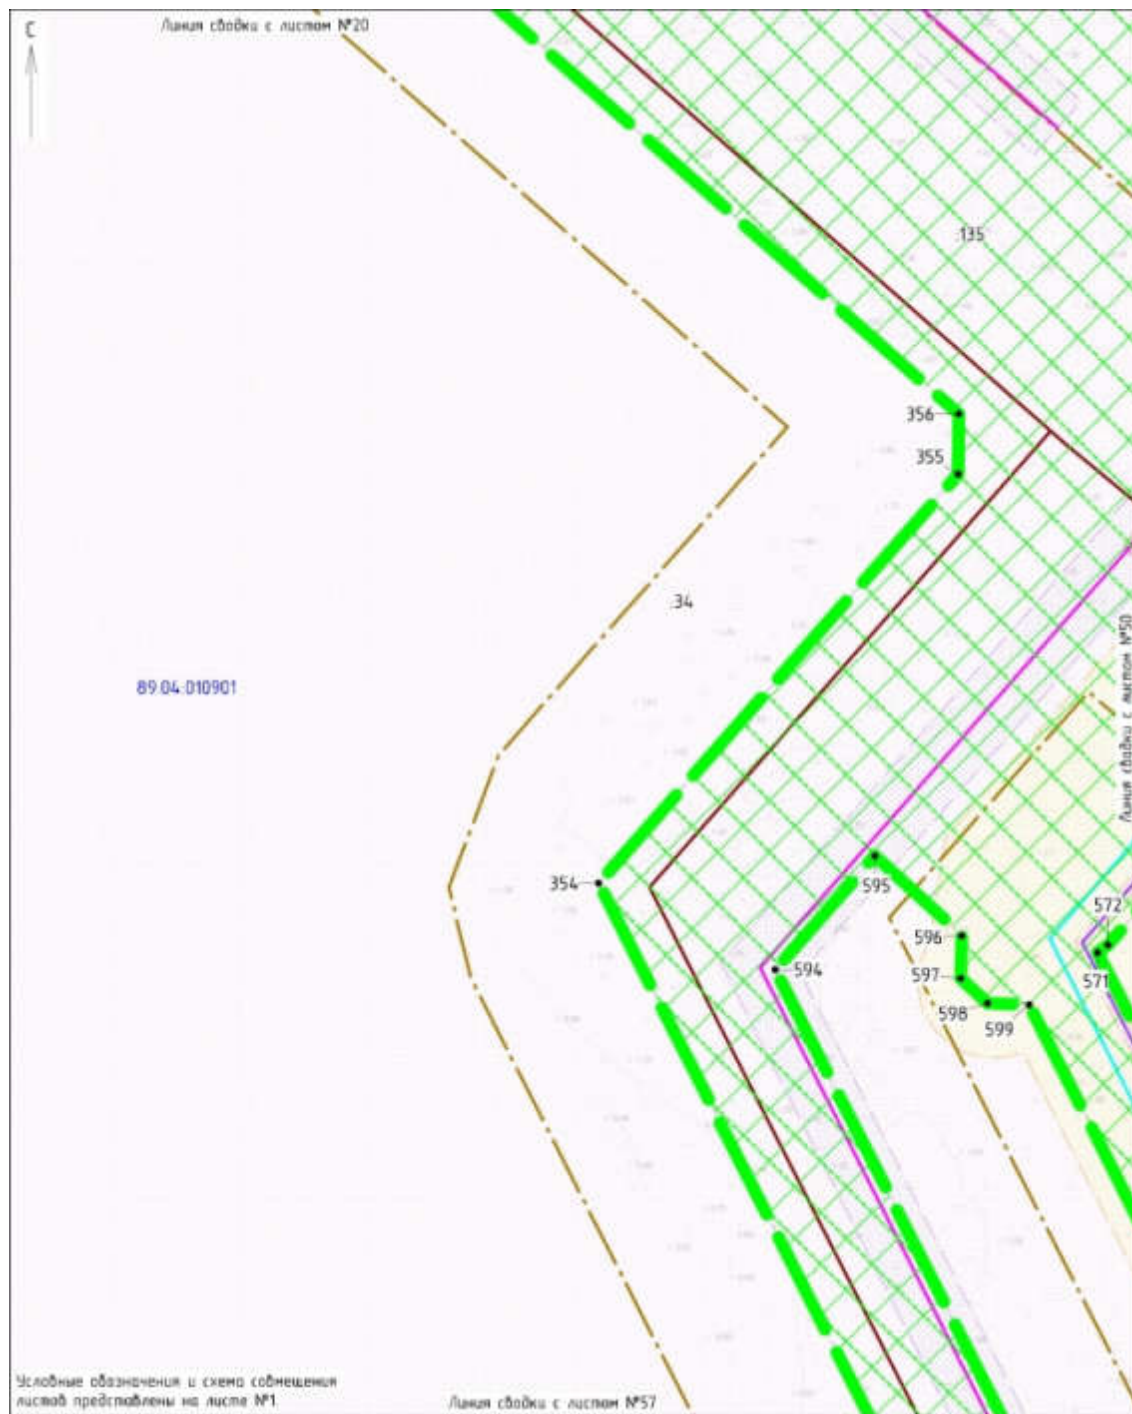 С
Линия сводки с листом №20
:135
356
355
:34
Линия сводки с листом №50
89:04:010901
354
595
572
596
594
597
571
598
599
Условные обозначения и схема совмещения
листов представлены на листе №1
Линия сводки с листом №57